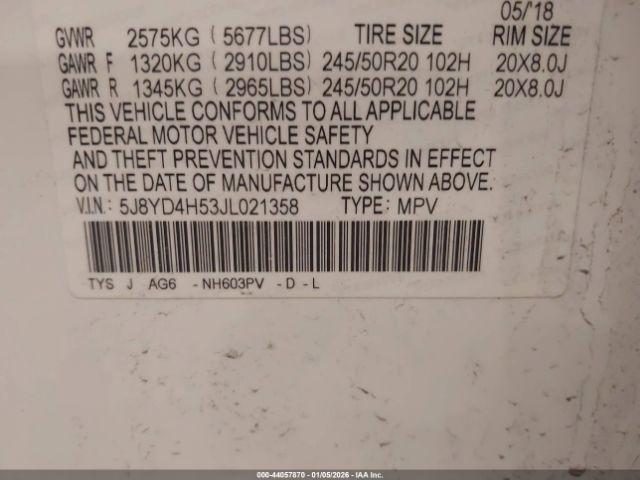 05/'18
GVWR 2575KG ( 5677LBS) TIRE SIZE RIM SIZE
GAWR F 1320KG ( 2910LBS) 245/50R20 102H 20X8.0J
GAWR R 1345KG ( 2965LBS) 245/50R20 102H 20X8.0J
THIS VEHICLE CONFORMS TO ALL APPLICABLE
FEDERAL MOTOR VEHICLE SAFETY
AND THEFT PREVENTION STANDARDS IN EFFECT
ON THE DATE OF MANUFACTURE SHOWN ABOVE.
V.I.N.: 5J8YD4H53JL021358 TYPE: MPV
TYS J AG6 -NH603PV -D-L
000-44057870 - 01/05/2026 - IAA Inc.